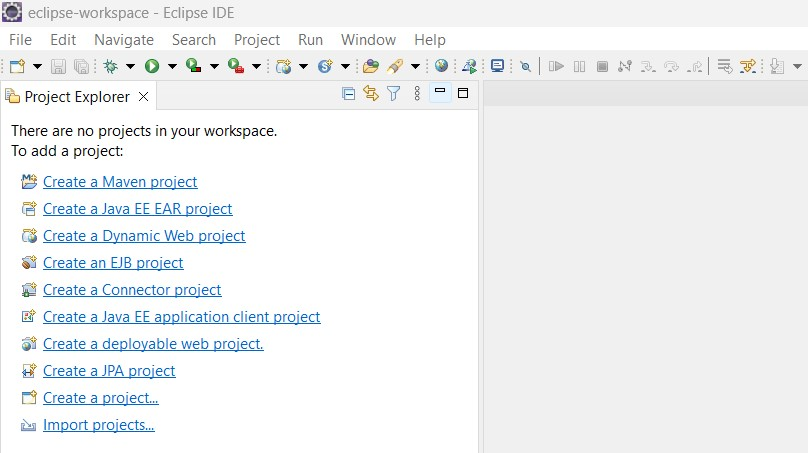 eclipse-workspace - Eclipse IDE
File Edit Navigate Search Project Run Window Help
Project Explorer
There are no projects in your workspace.
To add a project:
Create a Maven project
Create a Java EE EAR project
Create a Dynamic Web project
Create an EJB project
Create a Connector project
Create a Java EE application client project
Create a deployable web project.
Create a JPA project
Create a project...
Import projects...